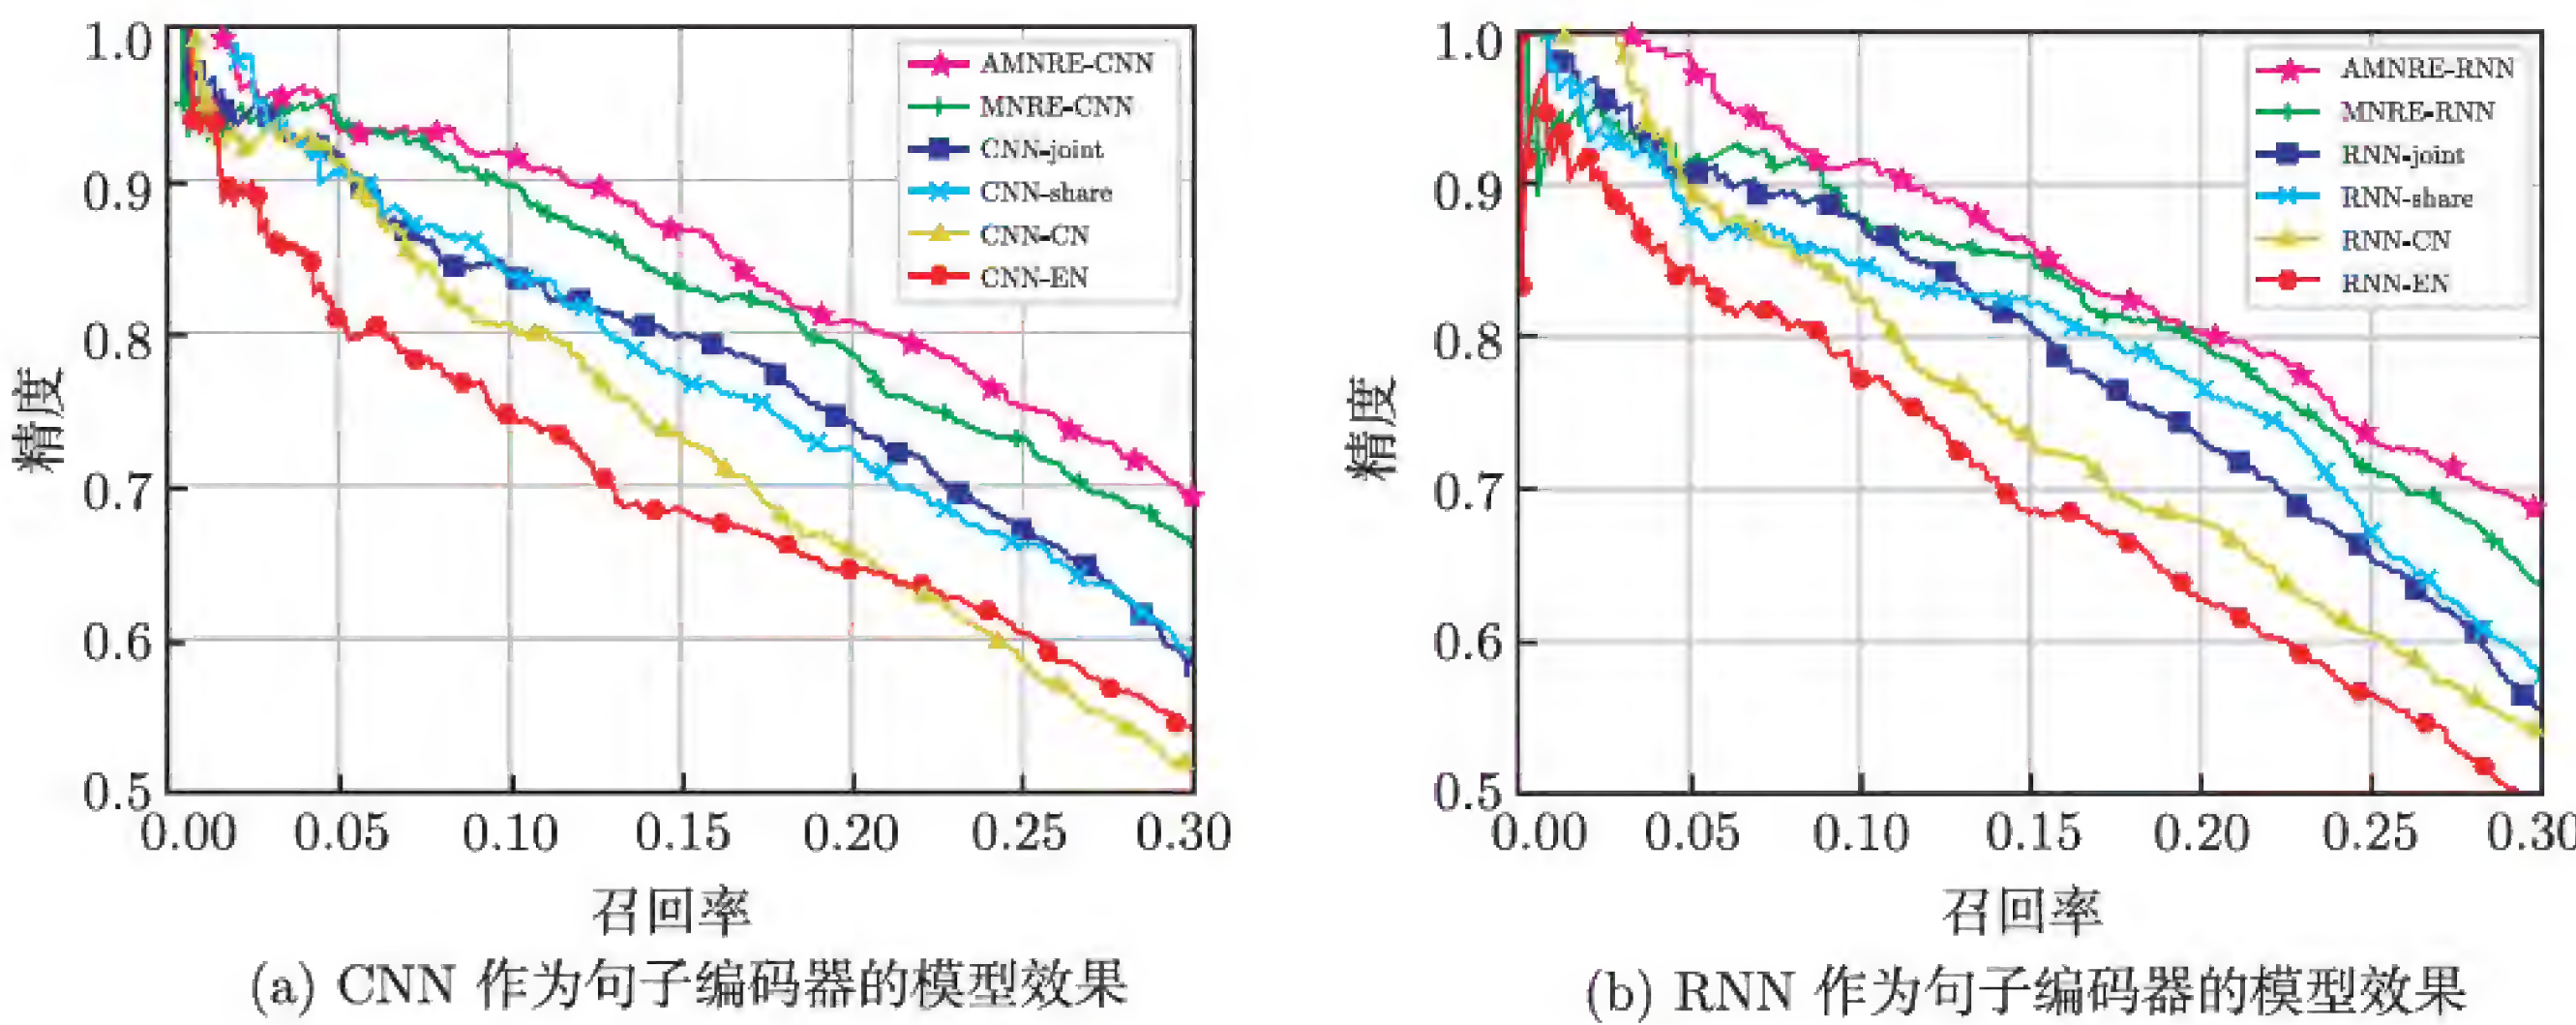 1.0
0.9
0.8
0.7
0.6
0.5
精度
AMNRE-CNN
MNRE-CNN
CNN-joint
CNN-share
CNN-CN
CNN-EN
0.00 0.05 0.10 0.15 0.20 0.25 0.30
召回率
(a) CNN 作为句子编码器的模型效果
1.0
0.9
0.8
0.7
0.6
0.5
精度
AMNRE-RNN
MNRE-RNN
RNN-joint
RNN-share
RNN-CN
RNN-EN
0.00 0.05 0.10 0.15 0.20 0.25 0.30
召回率
(b) RNN 作为句子编码器的模型效果